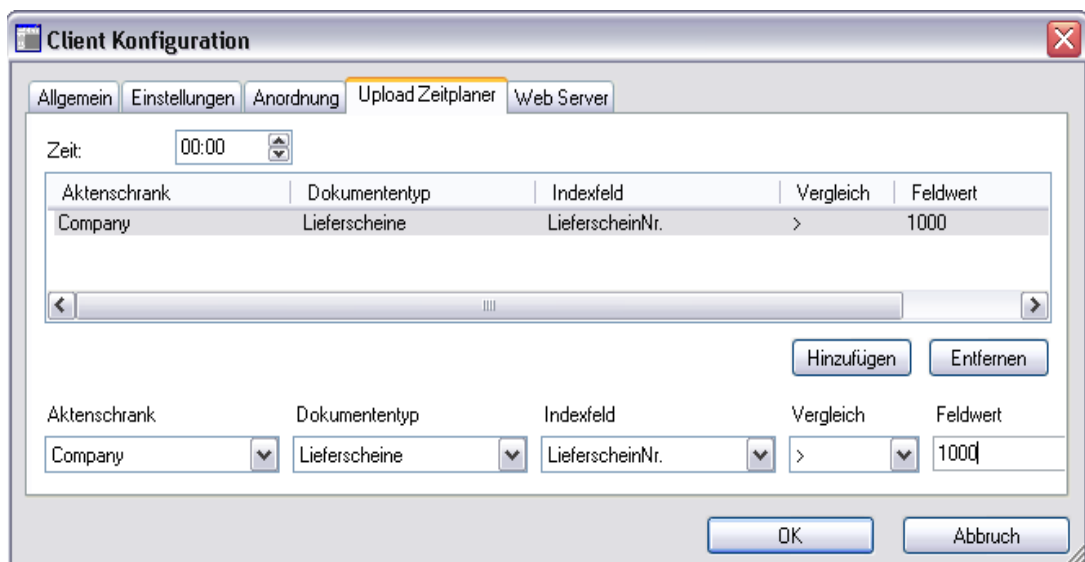 Client Konfiguration
Allgemein Einstellungen Anordnung Upload Zeitplaner Web Server
Zeit: 00:00
Aktenschrank Dokumententyp Indexfeld Vergleich Feldwert
Company Lieferscheine LieferscheinNr. > 1000
Hinzufügen Entfernen
Aktenschrank Dokumententyp Indexfeld Vergleich Feldwert
Company Lieferscheine LieferscheinNr. > 1000
OK Abbruch